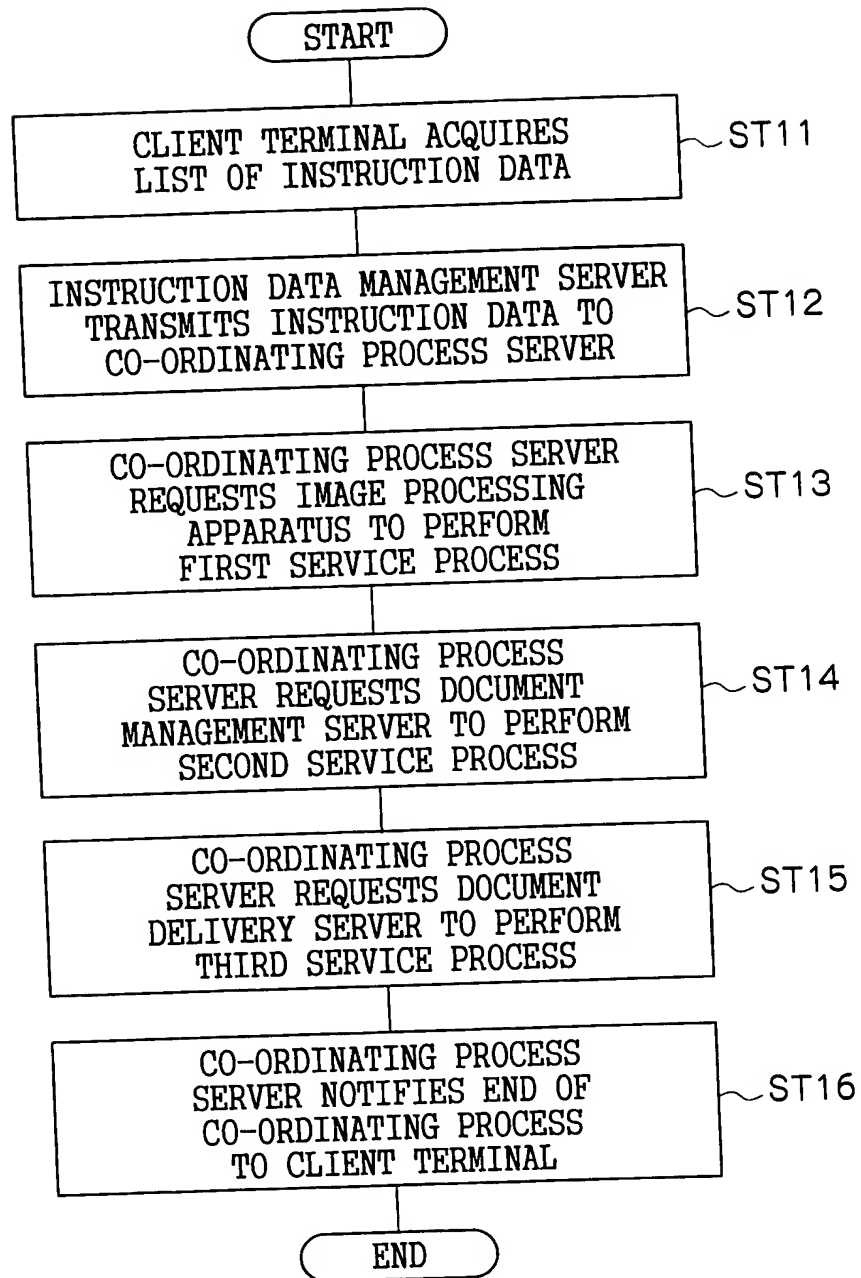 START
CLIENT TERMINAL ACQUIRES
LIST OF INSTRUCTION DATA
ST11
INSTRUCTION DATA MANAGEMENT SERVER
TRANSMITS INSTRUCTION DATA TO
CO-ORDINATING PROCESS SERVER
ST12
CO-ORDINATING PROCESS SERVER
REQUESTS IMAGE PROCESSING
APPARATUS TO PERFORM
FIRST SERVICE PROCESS
ST13
CO-ORDINATING PROCESS
SERVER REQUESTS DOCUMENT
MANAGEMENT SERVER TO PERFORM
SECOND SERVICE PROCESS
ST14
CO-ORDINATING PROCESS
SERVER REQUESTS DOCUMENT
DELIVERY SERVER TO PERFORM
THIRD SERVICE PROCESS
ST15
CO-ORDINATING PROCESS
SERVER NOTIFIES END OF
CO-ORDINATING PROCESS
TO CLIENT TERMINAL
ST16
END